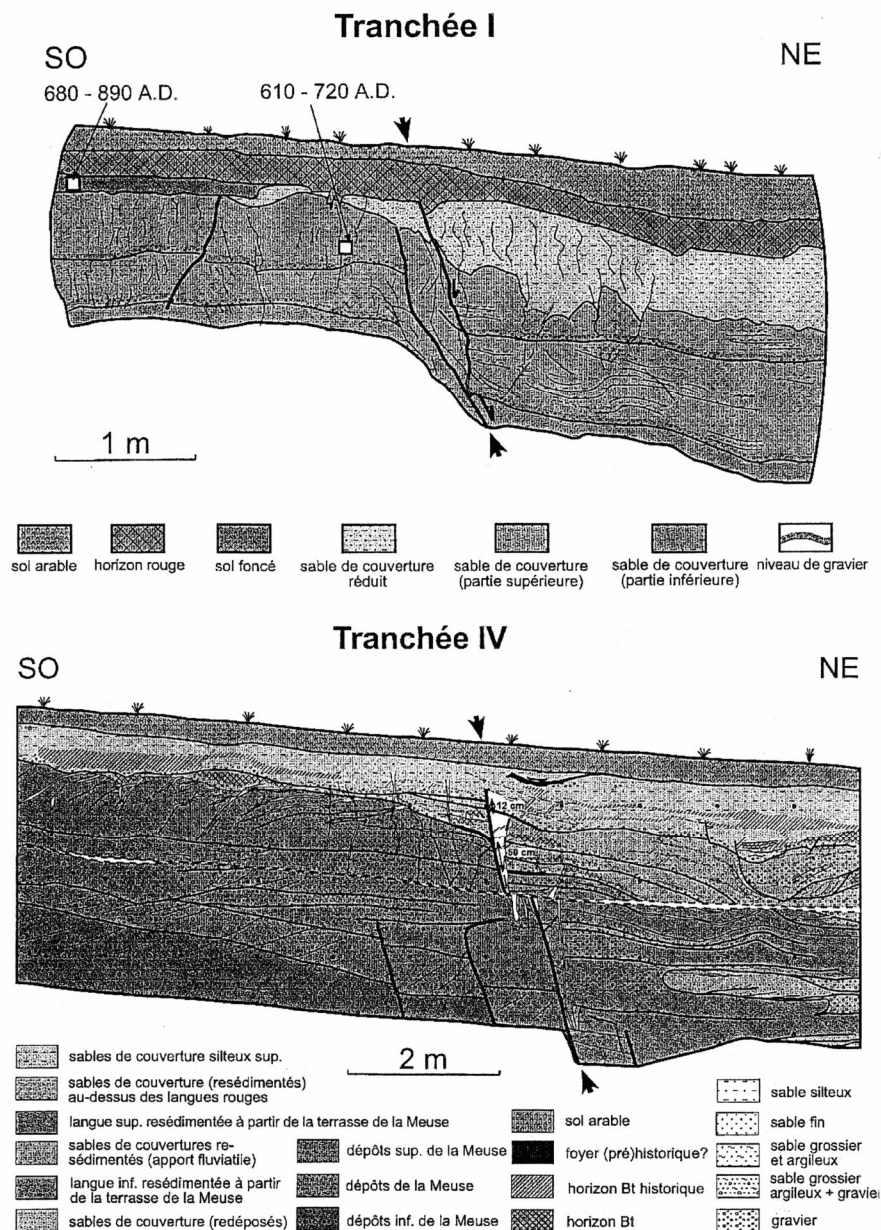 Tranchée I
SO
NE
680 - 890 A.D.
610 - 720 A.D.
1 m
sol arable
horizon rouge
sol foncé
sable de couverture
réduit
sable de couverture
(partie supérieure)
sable de couverture
(partie inférieure)
niveau de gravier
Tranchée IV
SO
NE
12 cm
50 cm
2 m
sables de couverture silteux sup.
sables de couverture (resédimentés)
au-dessus des langues rouges
langue sup. resédimentée à partir de la terrasse de la Meuse
sables de couvertures re-
sédimentés (apport fluviatile)
langue inf. resédimentée à partir
de la terrasse de la Meuse
sables de couverture (redéposés)
dépôts sup. de la Meuse
dépôts de la Meuse
dépôts inf. de la Meuse
sol arable
foyer (pré)historique?
horizon Bt historique
horizon Bt
sable silteux
sable fin
sable grossier
et argileux
sable grossier
argileux + gravier
gravier